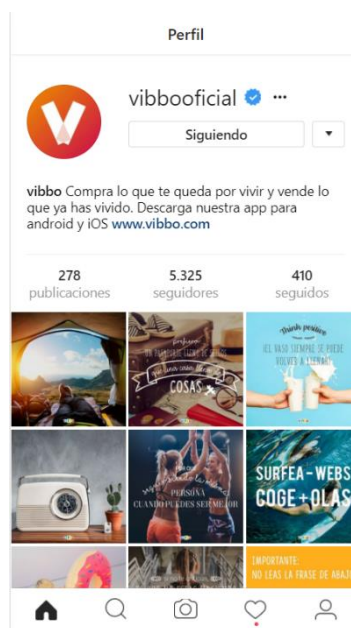 Perfil
vibbooficial
Siguiendo
vibbo Compra lo que te queda por vivir y vende lo
que ya has vivido. Descarga nuestra app para
android y iOS www.vibbo.com
278
publicaciones
5.325
seguidores
410
seguidos
COSAS
Think positive
¡EL VASO SIEMPRE SE PUEDE
VOLVER A LLENAR!
PERSONA
CUANDO PUEDES SER MEJOR
SURFEA-WEBS
COGE+OLAS
IMPORTANTE:
NO LEAS LA FRASE DE ABAJ